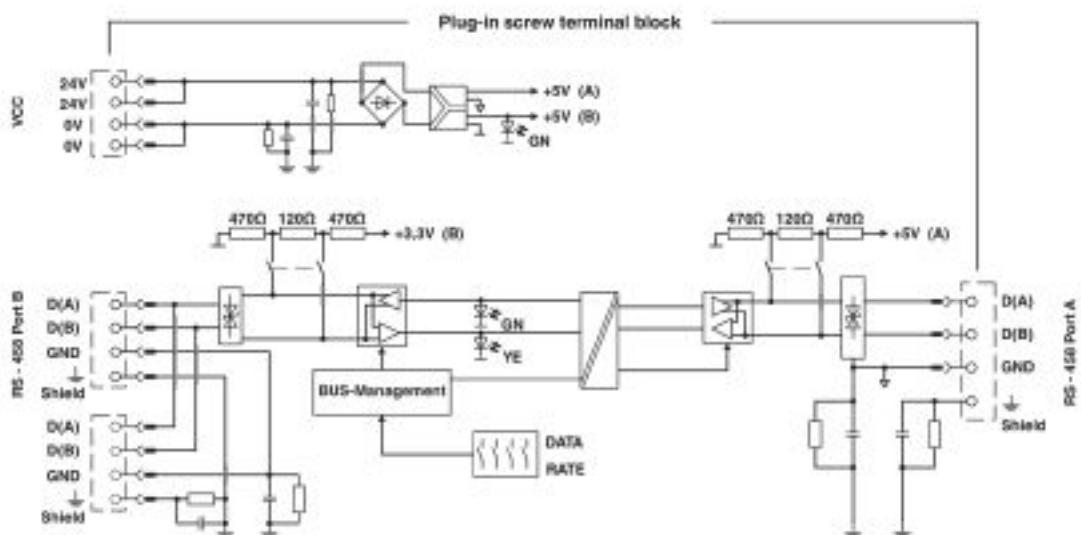 Plug-in screw terminal block
VCC
24V
24V
0V
0V
+5V (A)
+5V (B)
GN
470Ω 120Ω 470Ω
+3,3V (B)
470Ω 120Ω 470Ω
+5V (A)
RS - 458 Port B
D(A)
D(B)
GND
Shield
D(A)
D(B)
GND
Shield
GN
YE
BUS-Management
DATA
RATE
D(A)
D(B)
GND
Shield
RS - 458 Port A